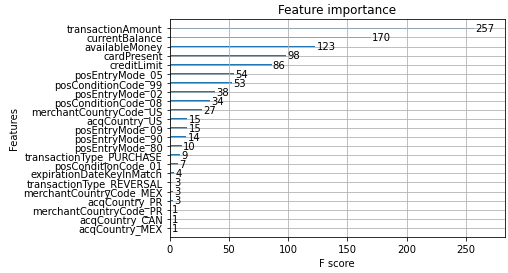 Feature importance
transactionAmount 257
currentBalance 170
availableMoney 123
cardPresent 98
creditLimit 86
posEntryMode_05 54
posConditionCode_99 53
posEntryMode_02 38
posConditionCode_08 34
merchantCountryCode_US 27
acqCountry_US 15
posEntryMode_09 15
posEntryMode_90 14
posEntryMode_80 10
transactionType_PURCHASE 9
posConditionCode_01 7
expirationDateKeyInMatch 4
transactionType_REVERSAL 3
merchantCountryCode_MEX 3
acqCountry_PR 3
merchantCountryCode_PR 1
acqCountry_CAN 1
acqCountry_MEX 1
Features
0 50 100 150 200 250
F score